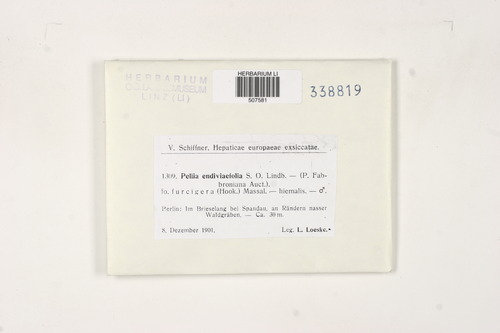 HERBARIUM
LINZ (LI)
HERBARIUM LI
507581
338819
V. Schiffner, Hepaticae europaeae exsiccatae.
1309. Pellia endiviaefolia S. O. Lindb. — (P. Fab-
broniana Auct.).
fo. furcigera (Hook.) Massal. — hiemalis. — ♂.
Berlin: Im Brieselang bei Spandau, an Rändern nasser
Waldgräben. — Ca. 30 m.
8. Dezember 1901.
Leg. L. Loeske.